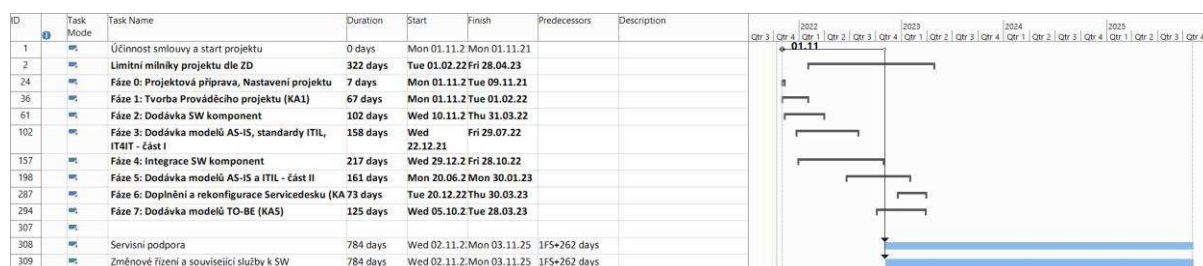 ID Task Mode Task Name Duration Start Finish Predecessors Description
2022 2023 2024 2025
Qtr 3 Qtr 4 Qtr 1 Qtr 2 Qtr 3 Qtr 4 Qtr 1 Qtr 2 Qtr 3 Qtr 4 Qtr 1 Qtr 2 Qtr 3 Qtr 4 Qtr 1 Qtr 2 Qtr 3 Qtr 4
1 Účinnost smlouvy a start projektu 0 days Mon 01.11.2 Mon 01.11.21 01.11
2 Limitní milníky projektu dle ZD 322 days Tue 01.02.22 Fri 28.04.23
24 Fáze 0: Projektová příprava, Nastavení projektu 7 days Mon 01.11.2 Tue 09.11.21
36 Fáze 1: Tvorba Prováděcího projektu (KA1) 67 days Mon 01.11.2 Tue 01.02.22
61 Fáze 2: Dodávka SW komponent 102 days Wed 10.11.2 Thu 31.03.22
102 Fáze 3: Dodávka modelů AS-IS, standardy ITIL, 158 days Wed Fri 29.07.22
IT4IT - část I 22.12.21
157 Fáze 4: Integrace SW komponent 217 days Wed 29.12.2 Fri 28.10.22
198 Fáze 5: Dodávka modelů AS-IS a ITIL - část II 161 days Mon 20.06.2 Mon 30.01.23
287 Fáze 6: Doplnění a rekonfigurace Servicedesku (KA 73 days Tue 20.12.22 Thu 30.03.23
294 Fáze 7: Dodávka modelů TO-BE (KA5) 125 days Wed 05.10.2 Tue 28.03.23
307
308 Servisní podpora 784 days Wed 02.11.2 Mon 03.11.25 1FS+262 days
309 Změnové řízení a související služby k SW 784 days Wed 02.11.2 Mon 03.11.25 1FS+262 days